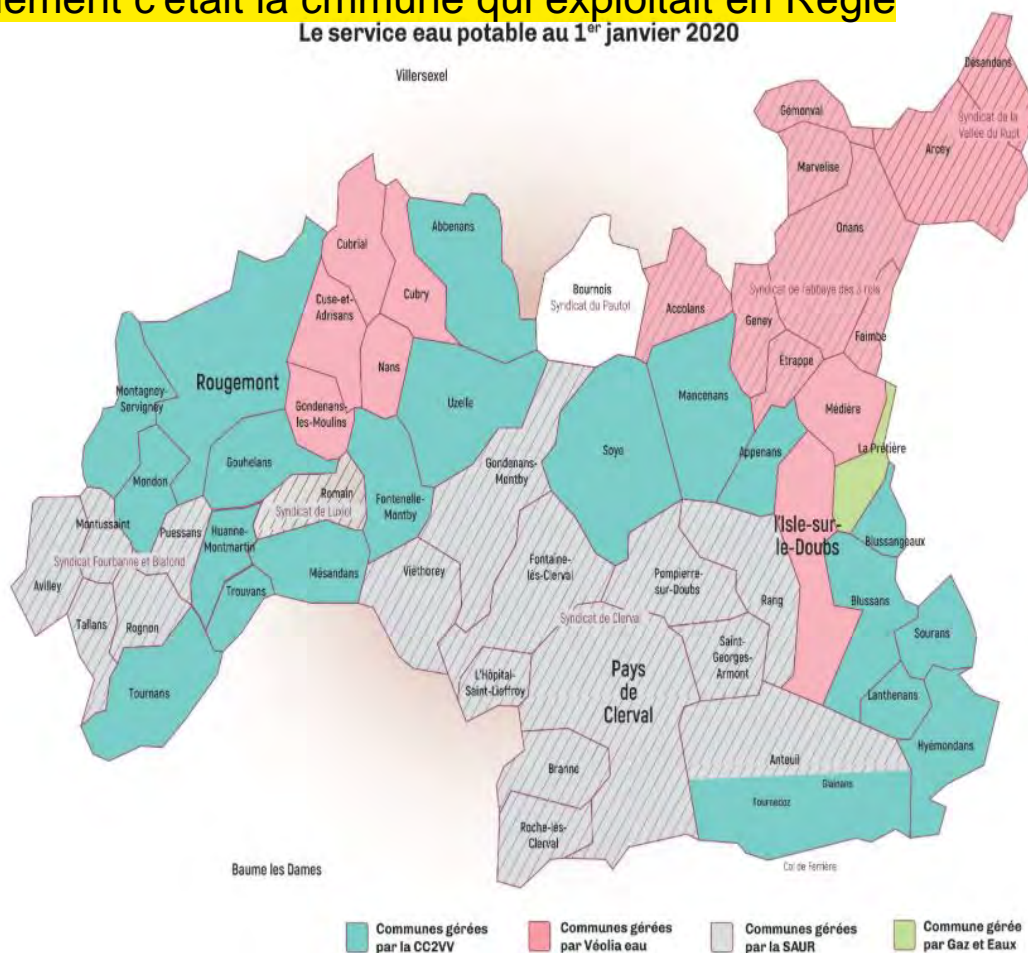 nement c'était la cmmune qui exploitait en Régie
Le service eau potable au 1er janvier 2020
Villersexel
Désandans
Gémonval
Syndicat de la
Vallée du Rupt
Arcey
Marvelise
Onans
Abbenans
Cubrial
Bournois
Syndicat du Pautot
Cubry
Cuse-et-
Adrisans
Accolans
Syndicat de l'abbaye des 3 rois
Geney
Faimbe
Etrappe
Nans
Rougemont
Montagney-
Servigney
Uzelle
Mancenans
Médière
Gondenans-
les-Moulins
La Prétière
Soye
Appenans
Gouhelans
Gondenans-
Montby
Mondon
Romain
Syndicat de Luxiol
Fontenelle-
Montby
Montussaint
Puessans
Huanne-
Montmartin
l'Isle-sur-
le-Doubs
Blussangeaux
Syndicat Fourbanne et Blafond
Fontaine-
lès-Clerval
Viethorey
Mésandans
Pompierre-
sur-Doubs
Avilley
Trouvans
Rang
Blussans
Tallans
Rognon
Syndicat de Clerval
Sourans
Saint-
Georges-
Armont
L'Hôpital-
Saint-Lieffroy
Pays
de
Clerval
Tournans
Lanthenans
Hyémondans
Anteuil
Branne
Glainans
Tournedoz
Roche-lès-
Clerval
Col de Ferrière
Baume les Dames
Communes gérées
par la CC2VV
Communes gérées
par Véolia eau
Communes gérées
par la SAUR
Commune gérée
par Gaz et Eaux